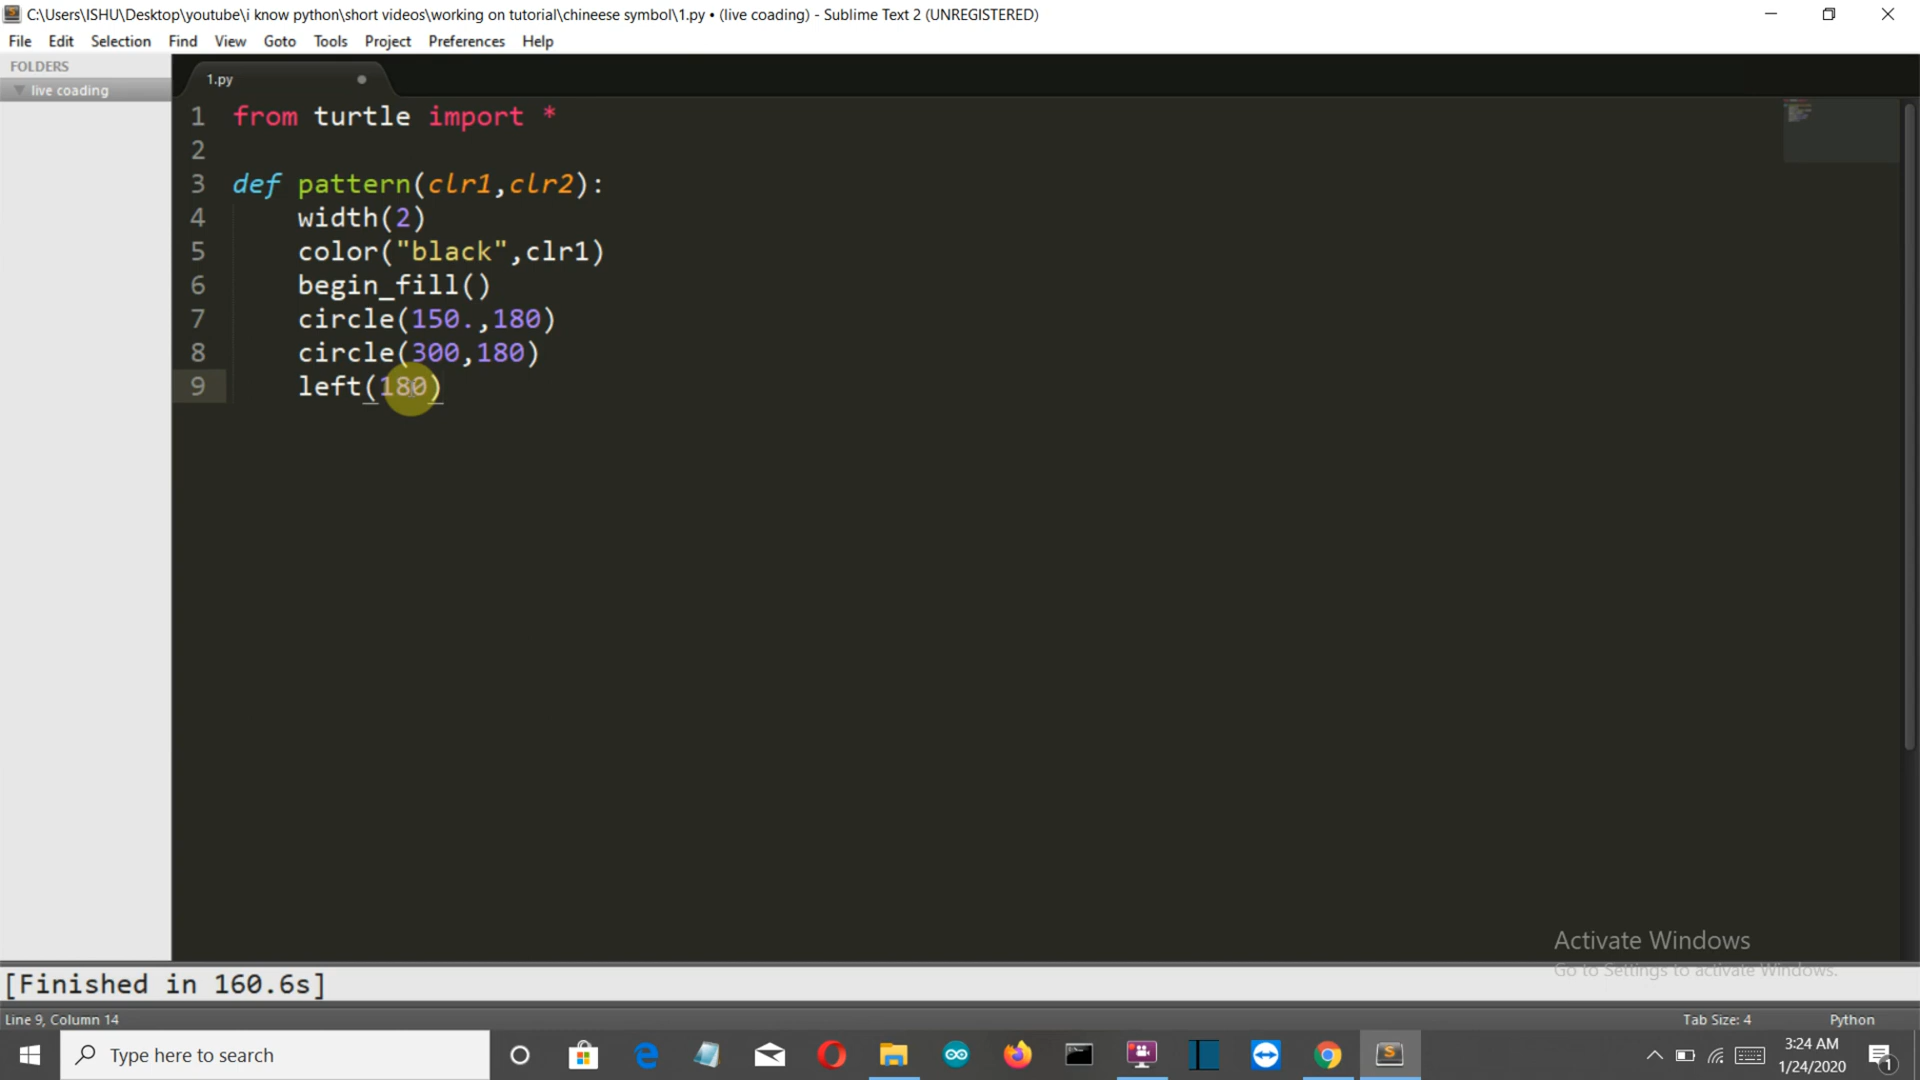 C:\Users\ISHU\Desktop\youtube\i know python\short videos\working on tutorial\chineese symbol\1.py • (live coading) - Sublime Text 2 (UNREGISTERED)
File Edit Selection Find View Goto Tools Project Preferences Help
FOLDERS
live coading
1.py
1 from turtle import *
2
3 def pattern(clr1,clr2):
4 width(2)
5 color("black",clr1)
6 begin_fill()
7 circle(150.,180)
8 circle(300,180)
9 left(180)
Activate Windows
Go to Settings to activate Windows.
[Finished in 160.6s]
Line 9, Column 14
Tab Size: 4 Python
Type here to search
3:24 AM
1/24/2020
1